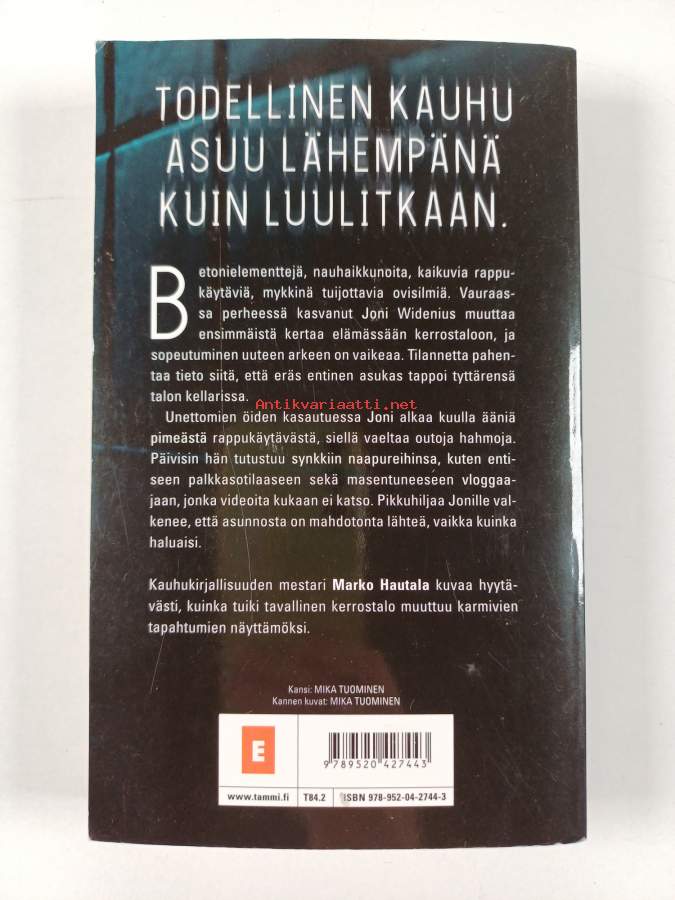 TODELLINEN KAUHU
ASUU LÄHEMPÄNÄ
KUIN LUULITKAAN.
Betonielementtejä, nauhaikkunoita, kaikuvia rappu-
käytäviä, mykkinä tuijottavia ovisilmiä. Vauraas-
sa perheessä kasvanut Joni Widenius muuttaa
ensimmäistä kertaa elämässään kerrostaloon, ja
sopeutuminen uuteen arkeen on vaikeaa. Tilannetta pahen-
taa tieto siitä, että eräs entinen asukas tappoi tyttärensä
talon kellarissa.
Antikvariaatti.net
Unettomien öiden kasautuessa Joni alkaa kuulla ääniä
pimeästä rappukäytävästä, siellä vaeltaa outoja hahmoja.
Päivisin hän tutustuu synkkiin naapureihinsa, kuten enti-
seen palkkasotilaaseen sekä masentuneeseen vloggaa-
jaan, jonka videoita kukaan ei katso. Pikkuhiljaa Jonille val-
kenee, että asunnosta on mahdotonta lähteä, vaikka kuinka
haluaisi.
Kauhukirjallisuuden mestari Marko Hautala kuvaa hyytä-
västi, kuinka tuiki tavallinen kerrostalo muuttuu karmivien
tapahtumien näyttämöksi.
Kansi: MIKA TUOMINEN
Kannen kuvat: MIKA TUOMINEN
E
9 789520 427443
www.tammi.fi
T84.2
ISBN 978-952-04-2744-3